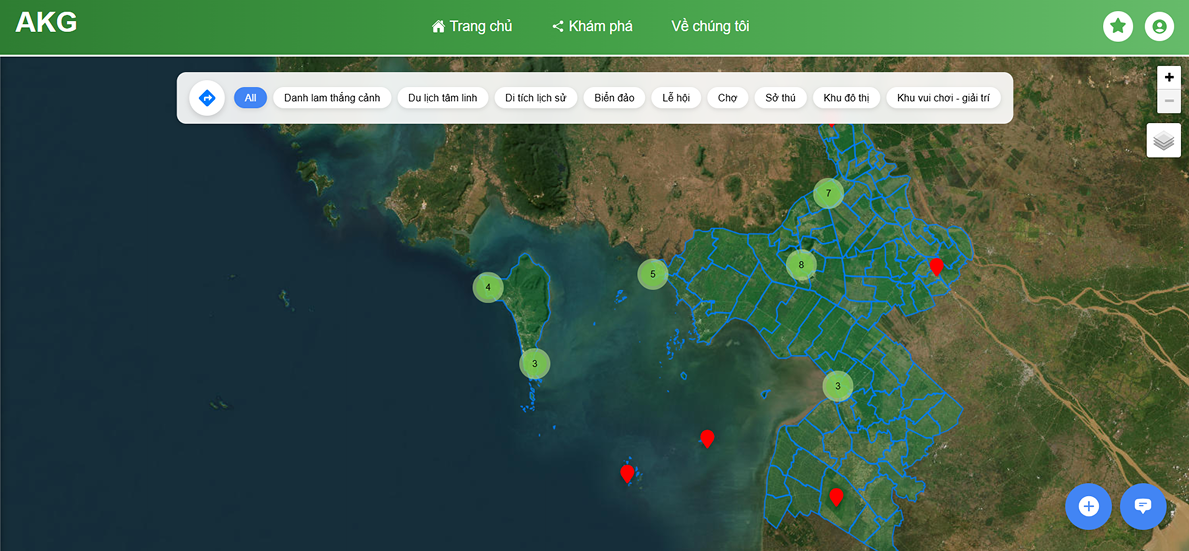 AKG
Trang chủ
Khám phá
Về chúng tôi
All
Danh lam thắng cảnh
Du lịch tâm linh
Di tích lịch sử
Biển đảo
Lễ hội
Chợ
Sở thú
Khu đô thị
Khu vui chơi - giải trí
+
−
7
8
5
4
3
3